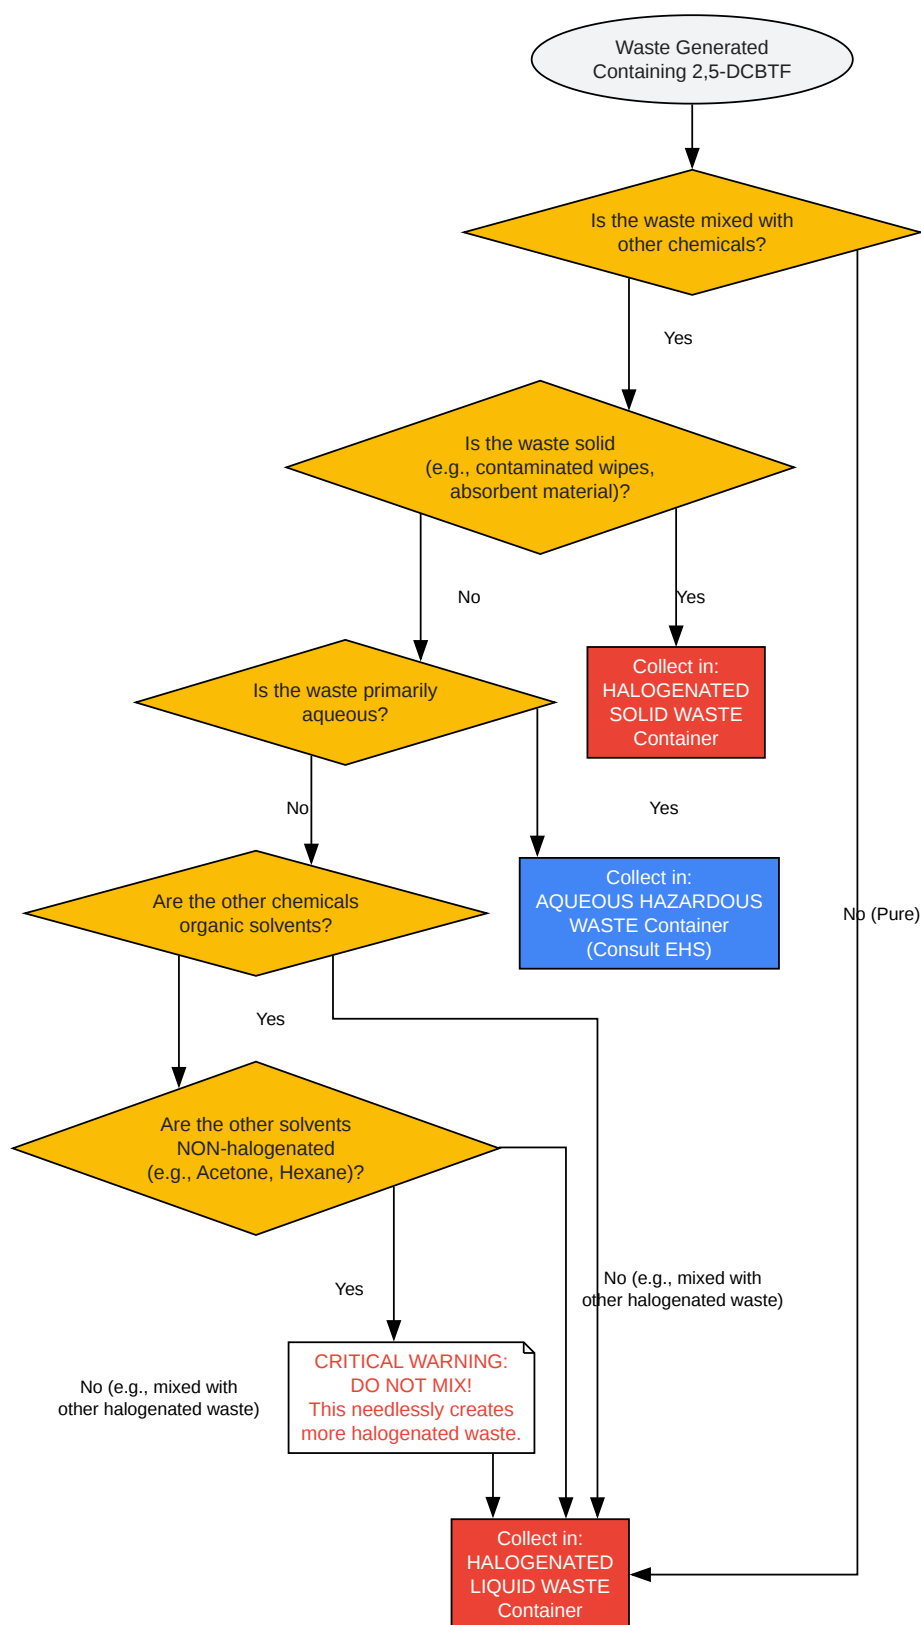 Waste Generated
Containing 2,5-DCBTF
Is the waste mixed with
other chemicals?
Yes
Is the waste solid
(e.g., contaminated wipes,
absorbent material)?
No
Yes
Collect in:
HALOGENATED
SOLID WASTE
Container
Is the waste primarily
aqueous?
No
Yes
Collect in:
AQUEOUS HAZARDOUS
WASTE Container
(Consult EHS)
No (Pure)
Are the other chemicals
organic solvents?
Yes
Are the other solvents
NON-halogenated
(e.g., Acetone, Hexane)?
No (e.g., mixed with
other halogenated waste)
Yes
CRITICAL WARNING:
DO NOT MIX!
This needlessly creates
more halogenated waste.
No (e.g., mixed with
other halogenated waste)
Collect in:
HALOGENATED
LIQUID WASTE
Container